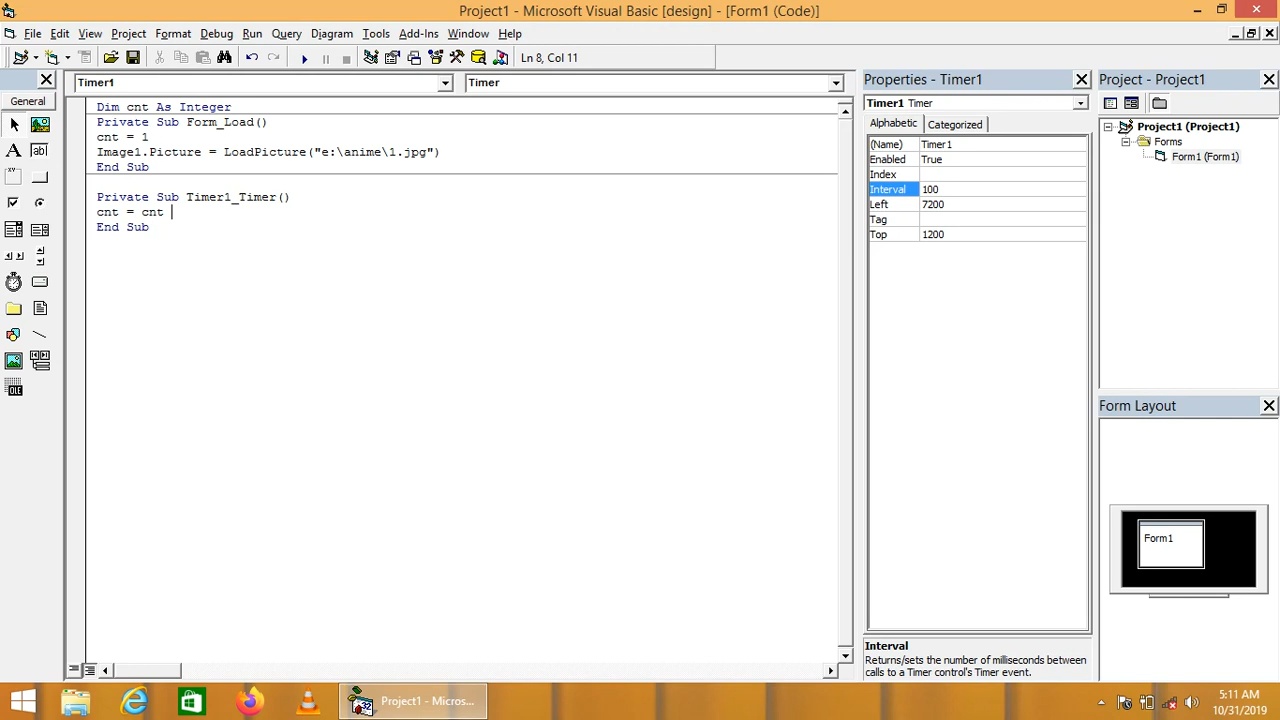 Project1 - Microsoft Visual Basic [design] - [Form1 (Code)]
File Edit View Project Format Debug Run Query Diagram Tools Add-Ins Window Help
Ln 8, Col 11
General
Timer1
Timer
Dim cnt As Integer
Private Sub Form_Load()
cnt = 1
Image1.Picture = LoadPicture("e:\anime\1.jpg")
End Sub
Private Sub Timer1_Timer()
cnt = cnt
End Sub
Properties - Timer1
Timer1 Timer
Alphabetic Categorized
(Name) Timer1
Enabled True
Index
Interval 100
Left 7200
Tag
Top 1200
Interval
Returns/sets the number of milliseconds between
calls to a Timer control's Timer event.
Project - Project1
Project1 (Project1)
Forms
Form1 (Form1)
Form Layout
Form1
Project1 - Micros...
5:11 AM
10/31/2019